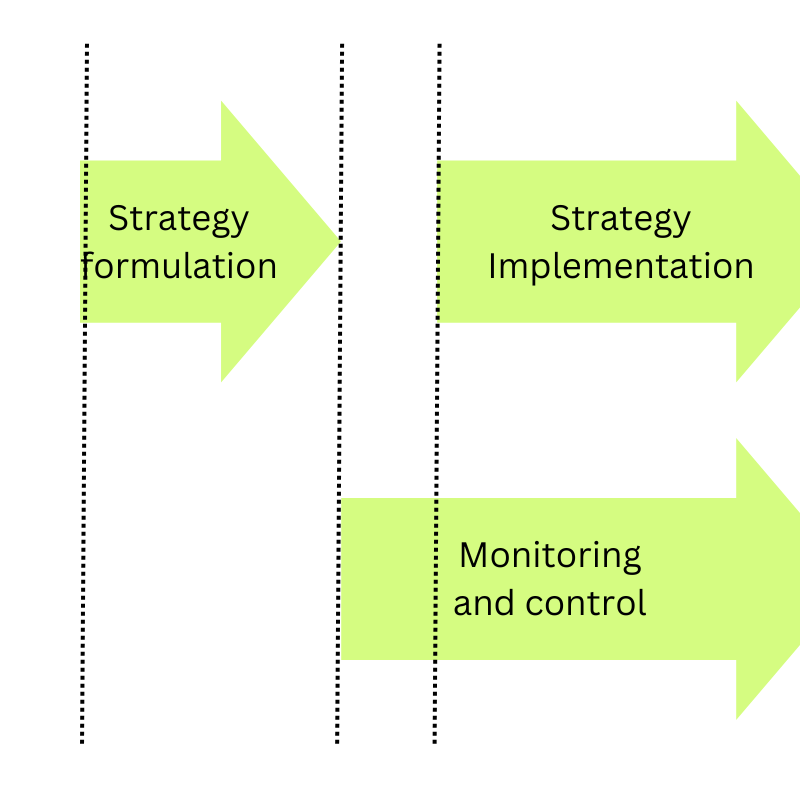 Strategy
formulation
Strategy
Implementation
Monitoring
and control